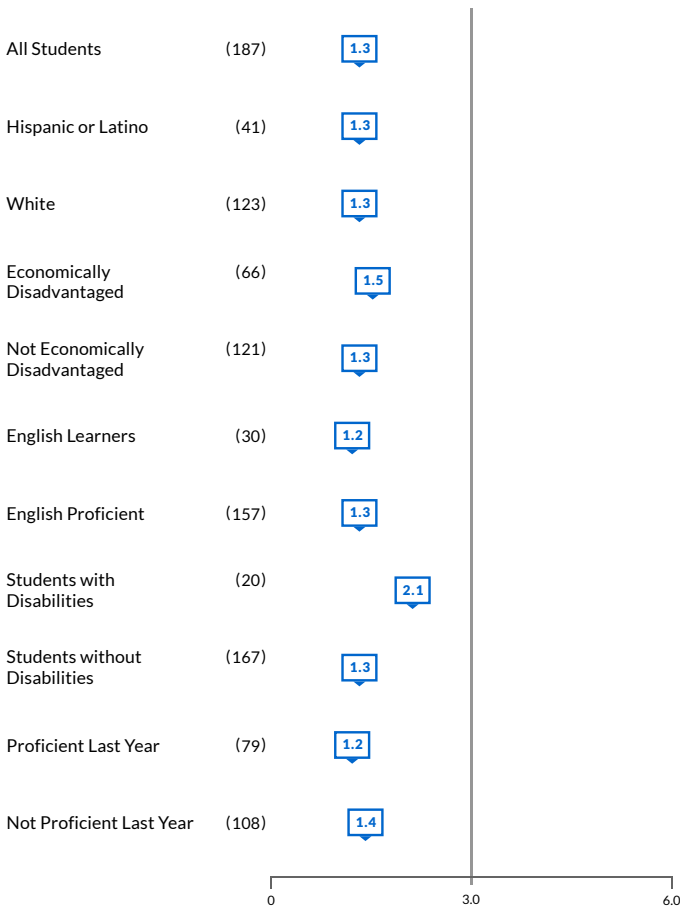 All Students (187) 1.3
Hispanic or Latino (41) 1.3
White (123) 1.3
Economically (66)
Disadvantaged 1.5
Not Economically (121)
Disadvantaged 1.3
English Learners (30) 1.2
English Proficient (157) 1.3
Students with (20)
Disabilities 2.1
Students without (167)
Disabilities 1.3
Proficient Last Year (79) 1.2
Not Proficient Last Year (108) 1.4
0 3.0 6.0